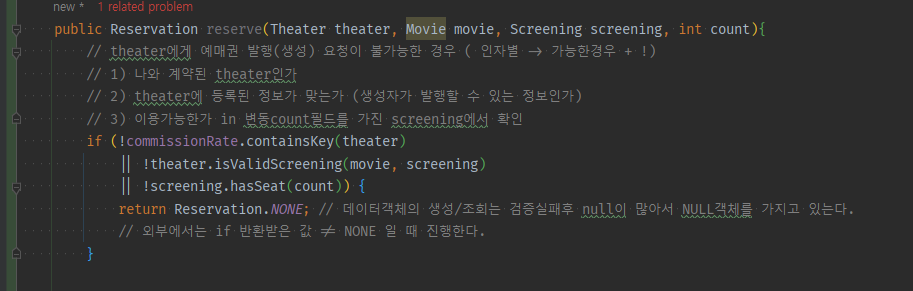 new *  1 related problem
public Reservation reserve(Theater theater, Movie movie, Screening screening, int count){
// theater에게 예매권 발행(생성) 요청이 불가능한 경우 ( 인자별 -> 가능한경우 + !)
// 1) 나와 계약된 theater인가
// 2) theater에 등록된 정보가 맞는가 (생성자가 발행할 수 있는 정보인가)
// 3) 이용가능한가 in 변동count필드를 가진 screening에서 확인
if (!commissionRate.containsKey(theater)
|| !theater.isValidScreening(movie, screening)
|| !screening.hasSeat(count)) {
return Reservation.NONE; // 데이터객체의 생성/조회는 검증실패후 null이 많아서 NULL객체를 가지고 있는다.
// 외부에서는 if 반환받은 값 != NONE 일 때 진행한다.
}